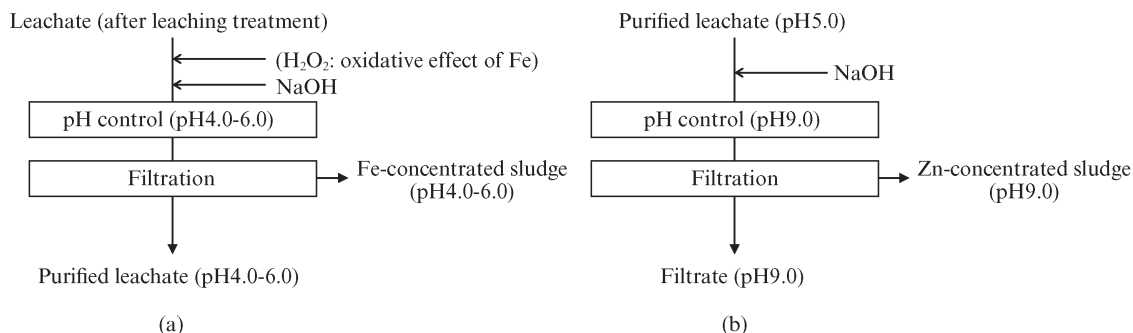 Leachate (after leaching treatment)
(H₂O₂: oxidative effect of Fe)
NaOH
pH control (pH4.0-6.0)
Filtration
Fe-concentrated sludge
(pH4.0-6.0)
Purified leachate (pH4.0-6.0)
(a)
Purified leachate (pH5.0)
NaOH
pH control (pH9.0)
Filtration
Zn-concentrated sludge
(pH9.0)
Filtrate (pH9.0)
(b)